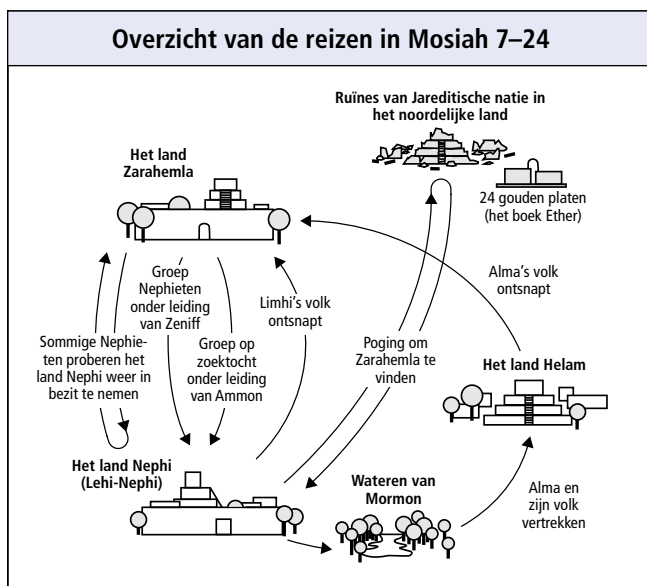 Overzicht van de reizen in Mosiah 7–24
Ruïnes van Jareditische natie in
het noordelijke land
Het land
Zarahemla
24 gouden platen
(het boek Ether)
Groep
Nephieten
onder leiding
van Zeniff
Limhi's volk
ontsnapt
Alma's volk
ontsnapt
Sommige Nephie-
ten proberen het
land Nephi weer in
bezit te nemen
Groep op
zoektocht
onder leiding
van Ammon
Poging om
Zarahemla te
vinden
Het land Helam
Het land Nephi
(Lehi-Nephi)
Wateren van
Mormon
Alma en
zijn volk
vertrekken